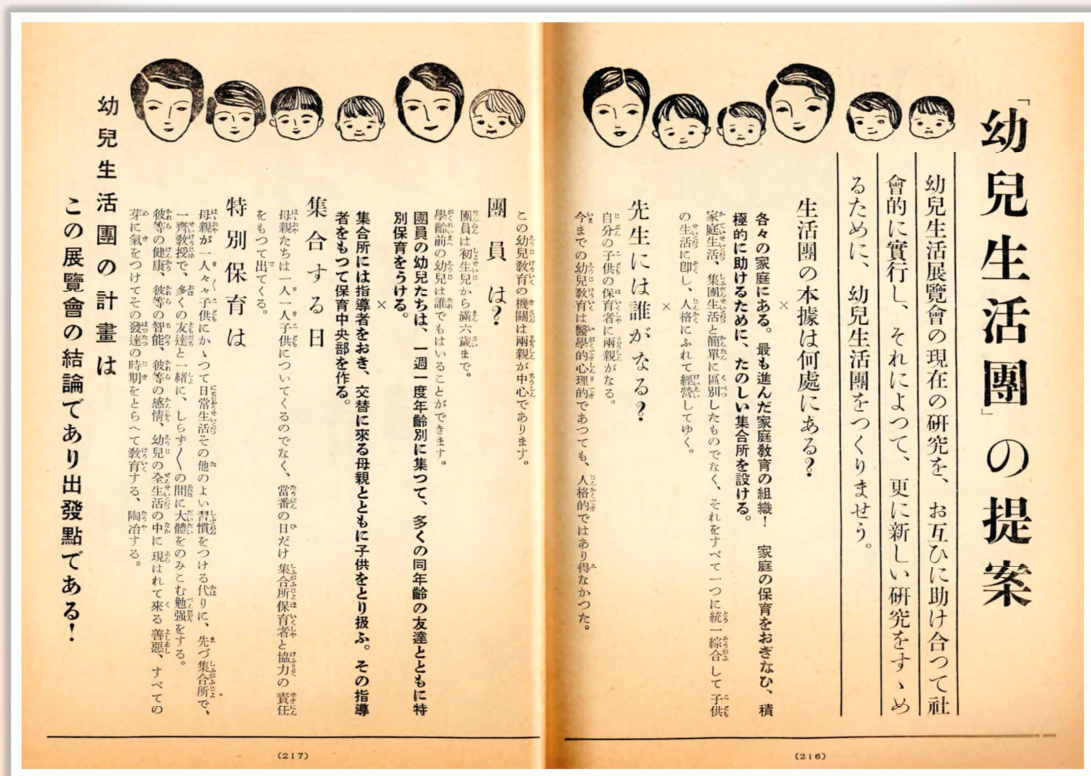 「幼兒生活團」の提案
幼兒生活展覽會の現在の研究を、お互ひに助け合つて社
會的に實行し、それによつて、更に新しい研究をすゝめ
るために、幼兒生活團をつくりませう。
生活團の本據は何處にある?
×
各々の家庭にある。最も進んだ家庭敎育の組織! 家庭の保育をおぎなひ、積
極的に助けるために、たのしい集合所を設ける。
家庭生活、集團生活と簡單に區別したものでなく、それをすべて一つに統一綜合して子供
の生活に卽し、人格にふれて經營してゆく。
×
先生には誰がなる?
自分の子供の保育者に兩親がなる。
今までの幼兒敎育は醫學的心理的であつても、人格的ではあり得なかつた。
(216)
この幼兒敎育の機關は兩親が中心であります。
團員は?
團員は初生兒から滿六歲まで。
學齡前の幼兒は誰でもはいることができます。
團員の幼兒たちは、一週一度年齡別に集つて、多くの同年齡の友達とともに特
別保育をうける。
×
集合所には指導者をおき、交替に來る母親とともに子供をとり扱ふ。その指導
者をもつて保育中央部を作る。
集合する日
母親たちは一人一人子供についてくるのでなく、當番の日だけ集合所保育者と協力の責任
をもつて出てくる。
特別保育は
母親が一人々々子供にかゝつて日常生活その他のよい習慣をつける代りに、先づ集合所で、
一齊敎授で、多くの友達と一緖に、しらず〳〵の間に大體をのみこむ勉强をする。
彼等の健康、彼等の智能、彼等の感情、幼兒の全生活の中に現はれて來る善惡、すべての
芽に氣をつけてその發達の時期をとらへて敎育する、陶冶する。
幼兒生活團の計畫は
この展覽會の結論であり出發點である!
(217)